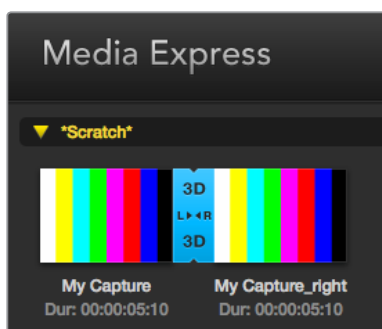 Media Express
*Scratch*
3D
L R
3D
My Capture
My Capture_right
Dur: 00:00:05:10
Dur: 00:00:05:10